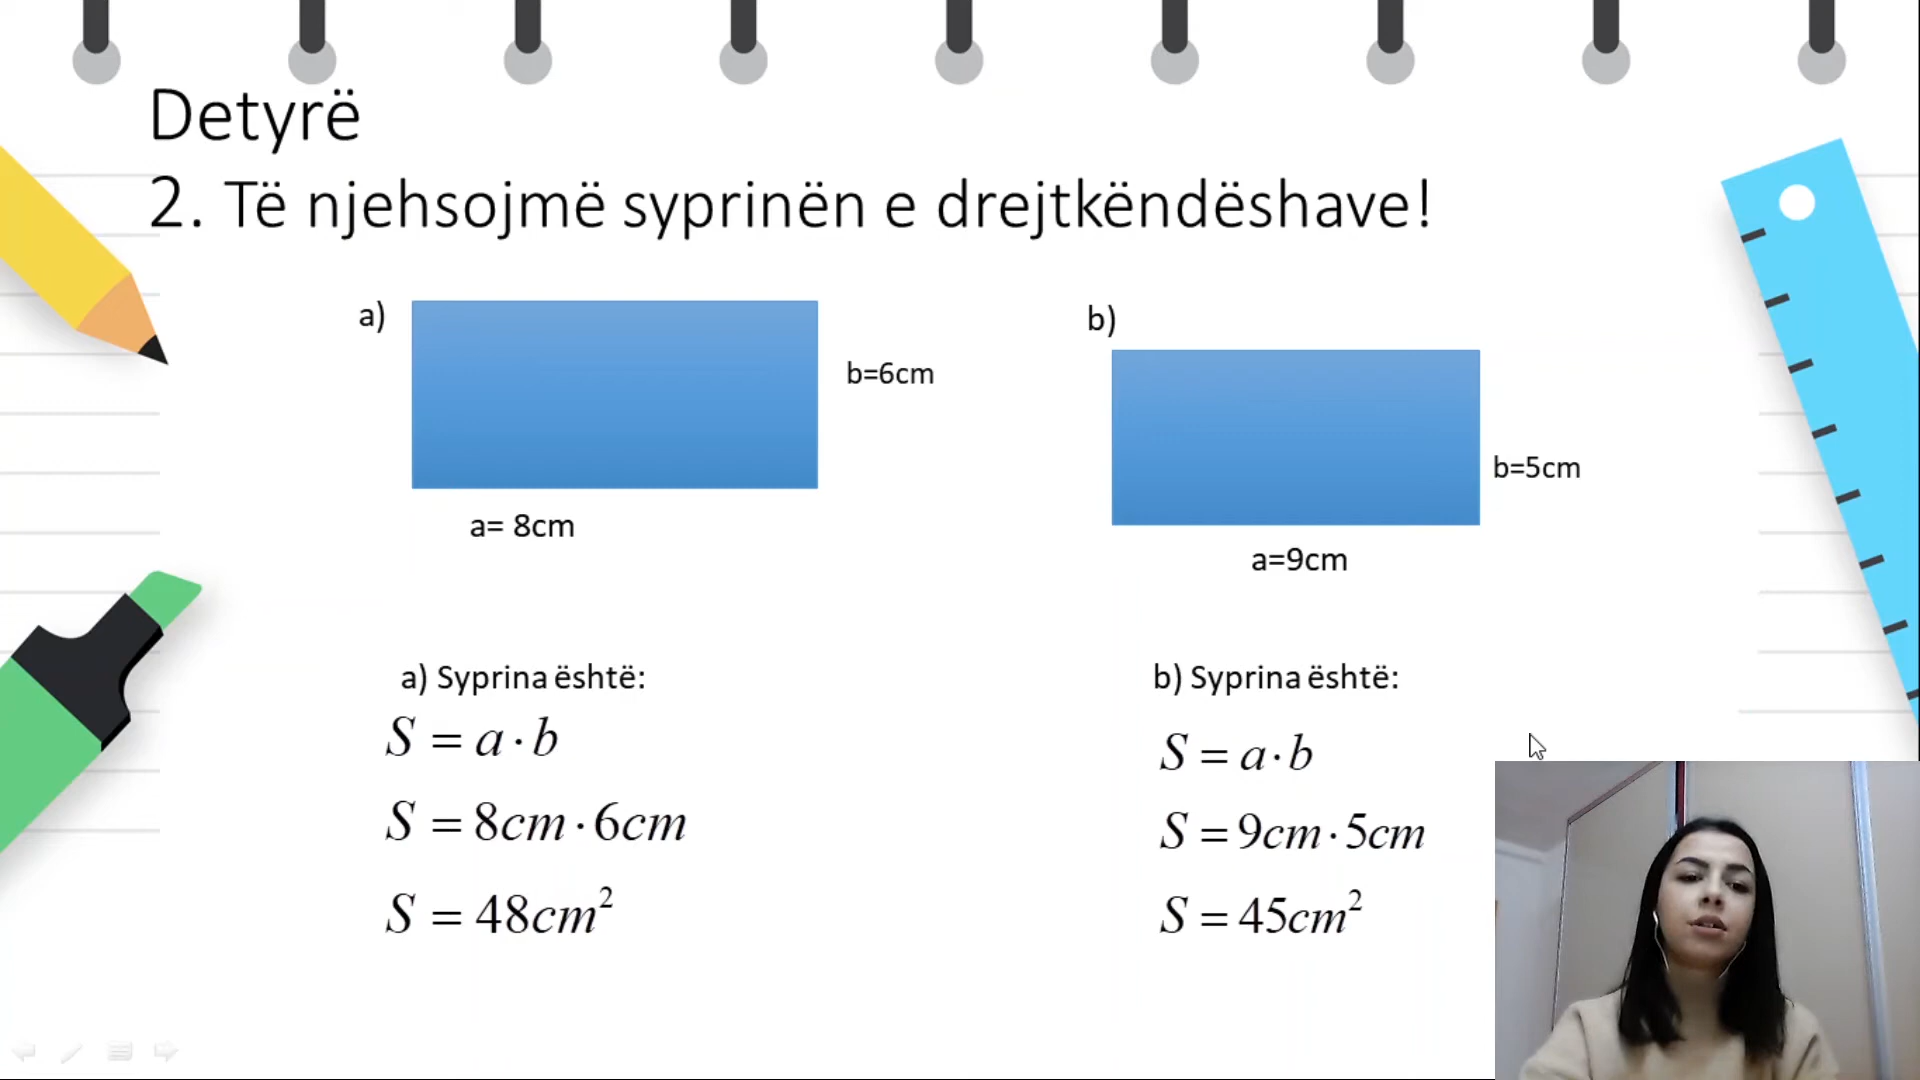 Detyrë
2. Të njehsojmë syprinën e drejtkëndëshave!
a)
b=6cm
a= 8cm
b)
b=5cm
a=9cm
a) Syprina është:
S = a · b
S = 8cm · 6cm
S = 48cm²
b) Syprina është:
S = a · b
S = 9cm · 5cm
S = 45cm²